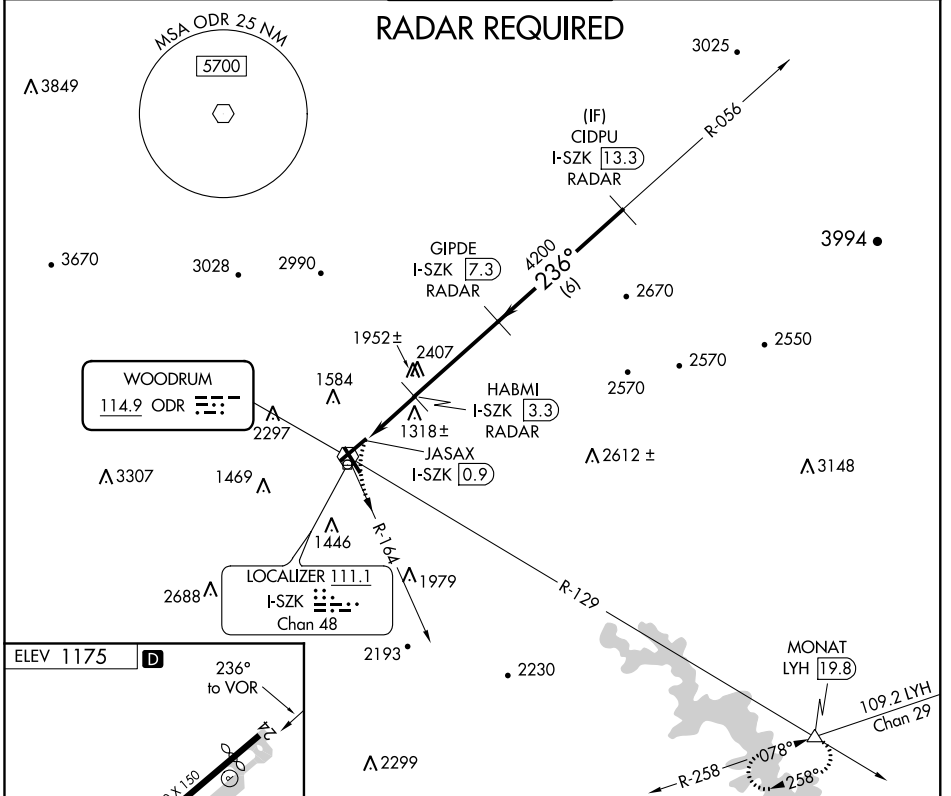 RADAR REQUIRED
MSA ODR 25 NM
5700
3849
3025
R-056
(IF)
CIDPU
I-SZK 13.3
RADAR
3994
GIPDE
I-SZK 7.3
RADAR
4200
236°
(6)
3670
3028
2990
2670
2550
2570
2570
1952 ±
2407
WOODRUM
114.9 ODR
1584
2297
HABMI
I-SZK 3.3
RADAR
1318 ±
JASAX
I-SZK 0.9
2612 ±
3148
3307
1469
1446
R-164
LOCALIZER 111.1
I-SZK
Chan 48
1979
2688
R-129
2193
2230
MONAT
LYH 19.8
109.2 LYH
Chan 29
078°
258°
R-258
2299
ELEV 1175 D
236°
to VOR
24
P
X 150